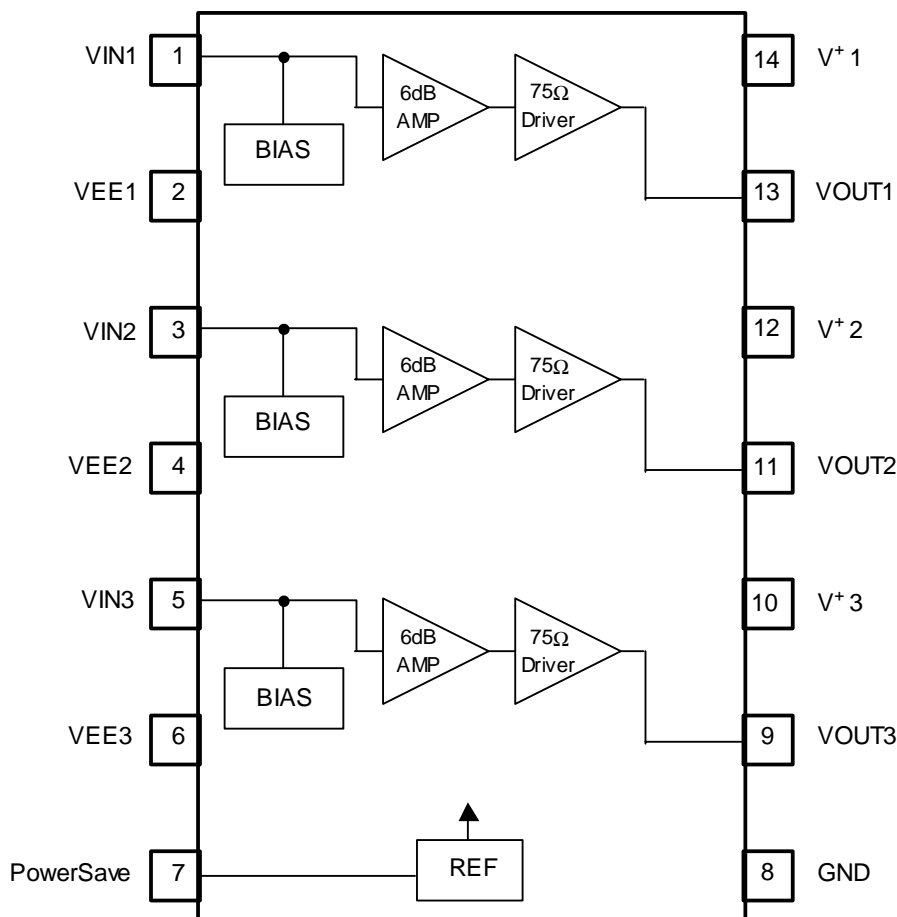 VIN1 1 14 V+1
6dB AMP
75Ω Driver
BIAS
VEE1 2 13 VOUT1
VIN2 3 12 V+2
6dB AMP
75Ω Driver
BIAS
VEE2 4 11 VOUT2
VIN3 5 10 V+3
6dB AMP
75Ω Driver
BIAS
VEE3 6 9 VOUT3
PowerSave 7 REF 8 GND